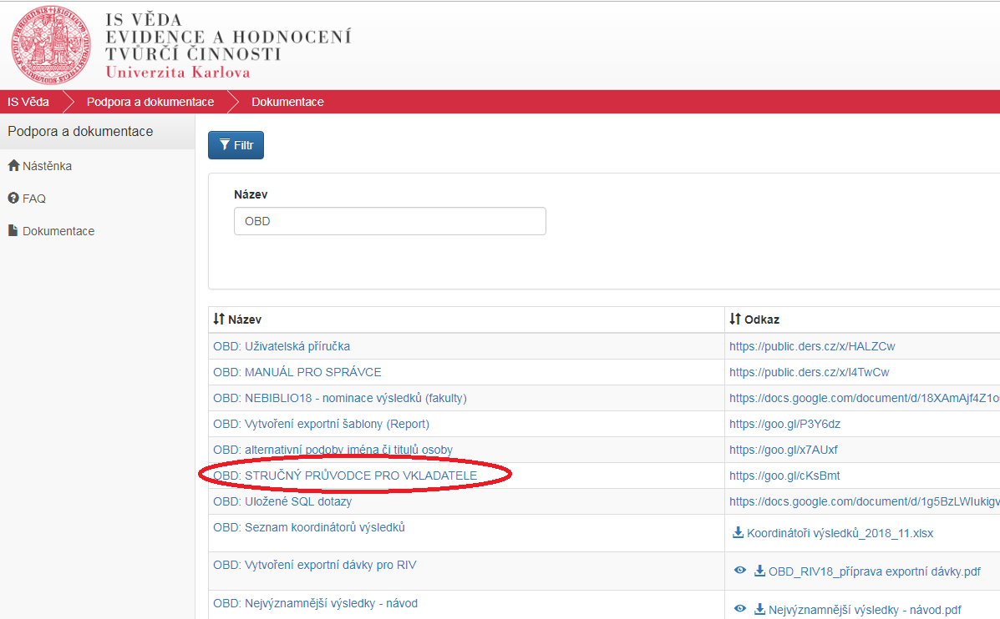 IS VĚDA
EVIDENCE A HODNOCENÍ
TVŮRČÍ ČINNOSTI
Univerzita Karlova
IS Věda Podpora a dokumentace Dokumentace
Podpora a dokumentace
Nástěnka
FAQ
Dokumentace
Filtr
Název
OBD
Název Odkaz
OBD: Uživatelská příručka https://public.ders.cz/x/HALZCw
OBD: MANUÁL PRO SPRÁVCE https://public.ders.cz/x/l4TwCw
OBD: NEBIBLIO18 - nominace výsledků (fakulty) https://docs.google.com/document/d/18XAmAjf4Z1o
OBD: Vytvoření exportní šablony (Report) https://goo.gl/P3Y6dz
OBD: alternativní podoby jména či titulů osoby https://goo.gl/x7AUxf
OBD: STRUČNÝ PRŮVODCE PRO VKLADATELE https://goo.gl/cKsBmt
OBD: Uložené SQL dotazy https://docs.google.com/document/d/1g5BzLWIukigv
OBD: Seznam koordinátorů výsledků Koordinátoři výsledků_2018_11.xlsx
OBD: Vytvoření exportní dávky pro RIV OBD_RIV18_příprava exportní dávky.pdf
OBD: Nejvýznamnější výsledky - návod Nejvýznamnější výsledky - návod.pdf